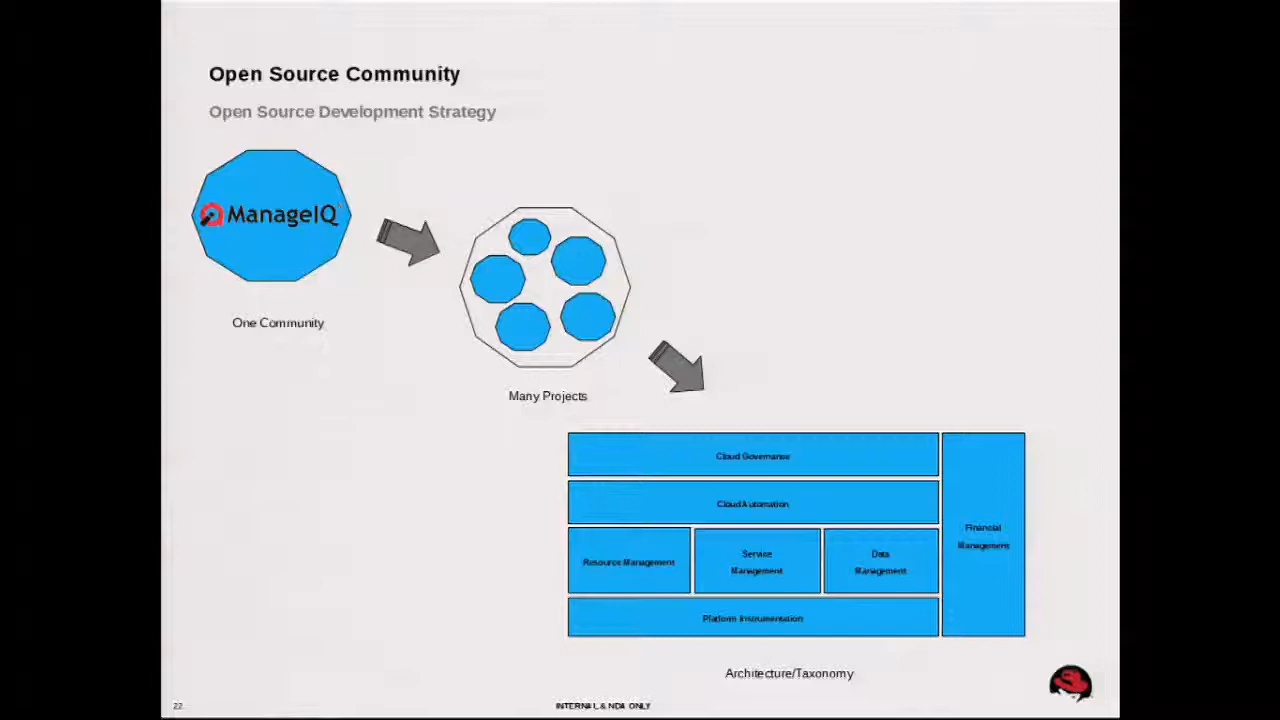 Open Source Community
Open Source Development Strategy
ManageIQ
One Community
Many Projects
Cloud Governance
Cloud Automation
Resource Management
Service
Management
Data
Management
Financial
Management
Platform Instrumentation
Architecture/Taxonomy
22
INTERNAL & NDA ONLY